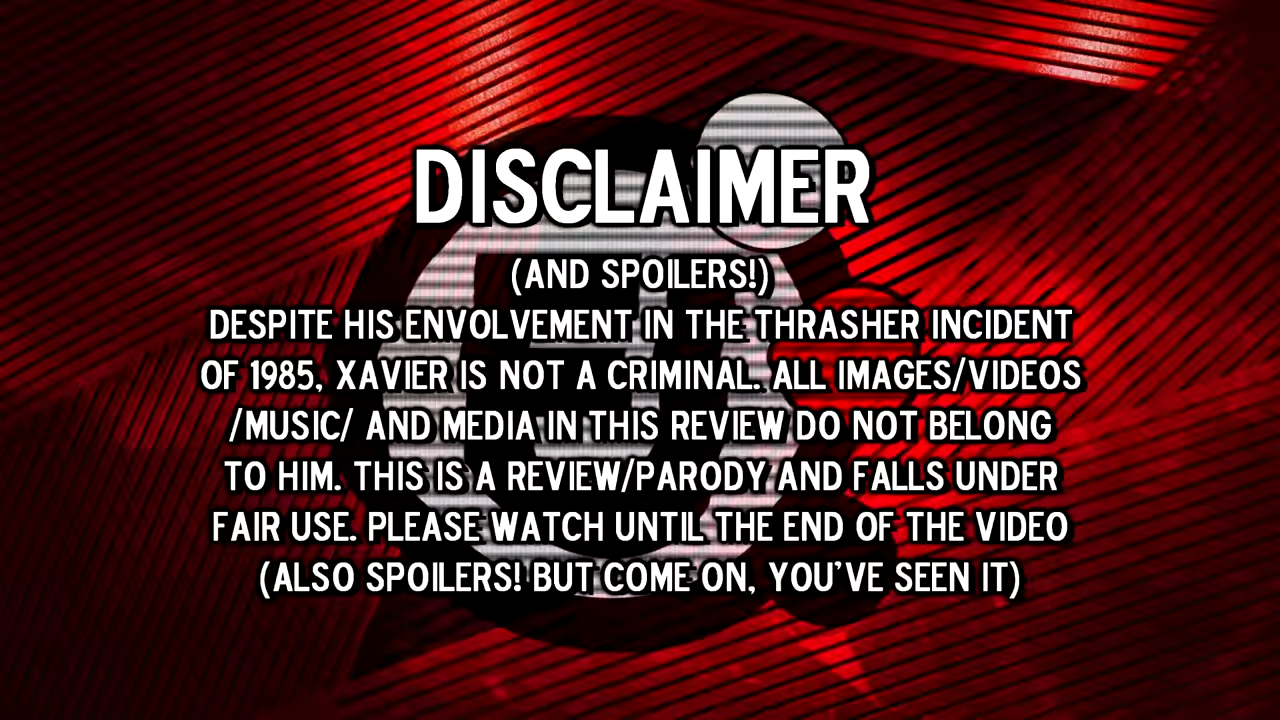 DISCLAIMER
(AND SPOILERS!)
DESPITE HIS ENVOLVEMENT IN THE THRASHER INCIDENT
OF 1985, XAVIER IS NOT A CRIMINAL. ALL IMAGES/VIDEOS
/MUSIC/ AND MEDIA IN THIS REVIEW DO NOT BELONG
TO HIM. THIS IS A REVIEW/PARODY AND FALLS UNDER
FAIR USE. PLEASE WATCH UNTIL THE END OF THE VIDEO
(ALSO SPOILERS! BUT COME ON, YOU'VE SEEN IT)